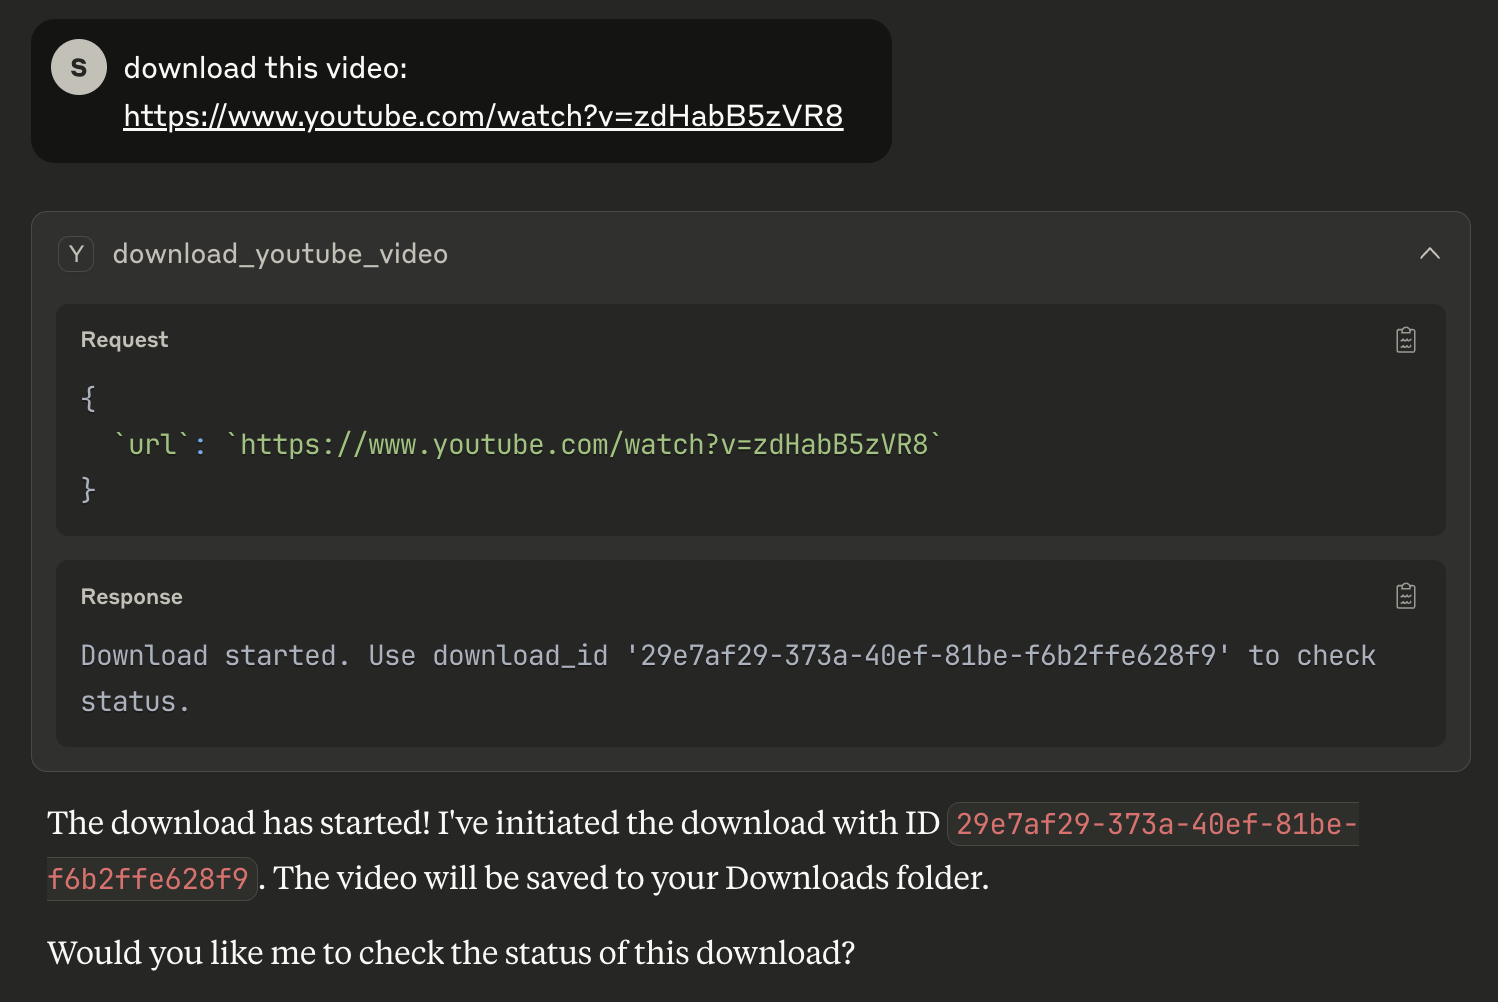 S
download this video:
https://www.youtube.com/watch?v=zdHabB5zVR8
Y download_youtube_video
Request
{
`url`: `https://www.youtube.com/watch?v=zdHabB5zVR8`
}
Response
Download started. Use download_id '29e7af29-373a-40ef-81be-f6b2ffe628f9' to check
status.
The download has started! I've initiated the download with ID 29e7af29-373a-40ef-81be-
f6b2ffe628f9. The video will be saved to your Downloads folder.
Would you like me to check the status of this download?